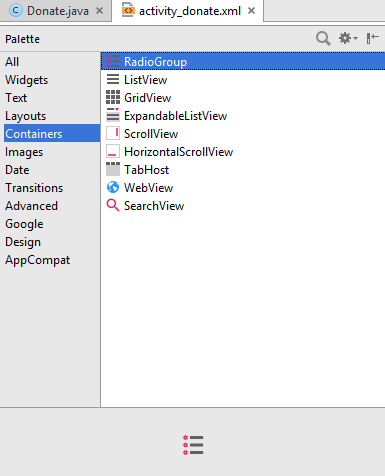 Donate.java activity_donate.xml
Palette
All
Widgets
Text
Layouts
Containers
Images
Date
Transitions
Advanced
Google
Design
AppCompat
RadioGroup
ListView
GridView
ExpandableListView
ScrollView
HorizontalScrollView
TabHost
WebView
SearchView